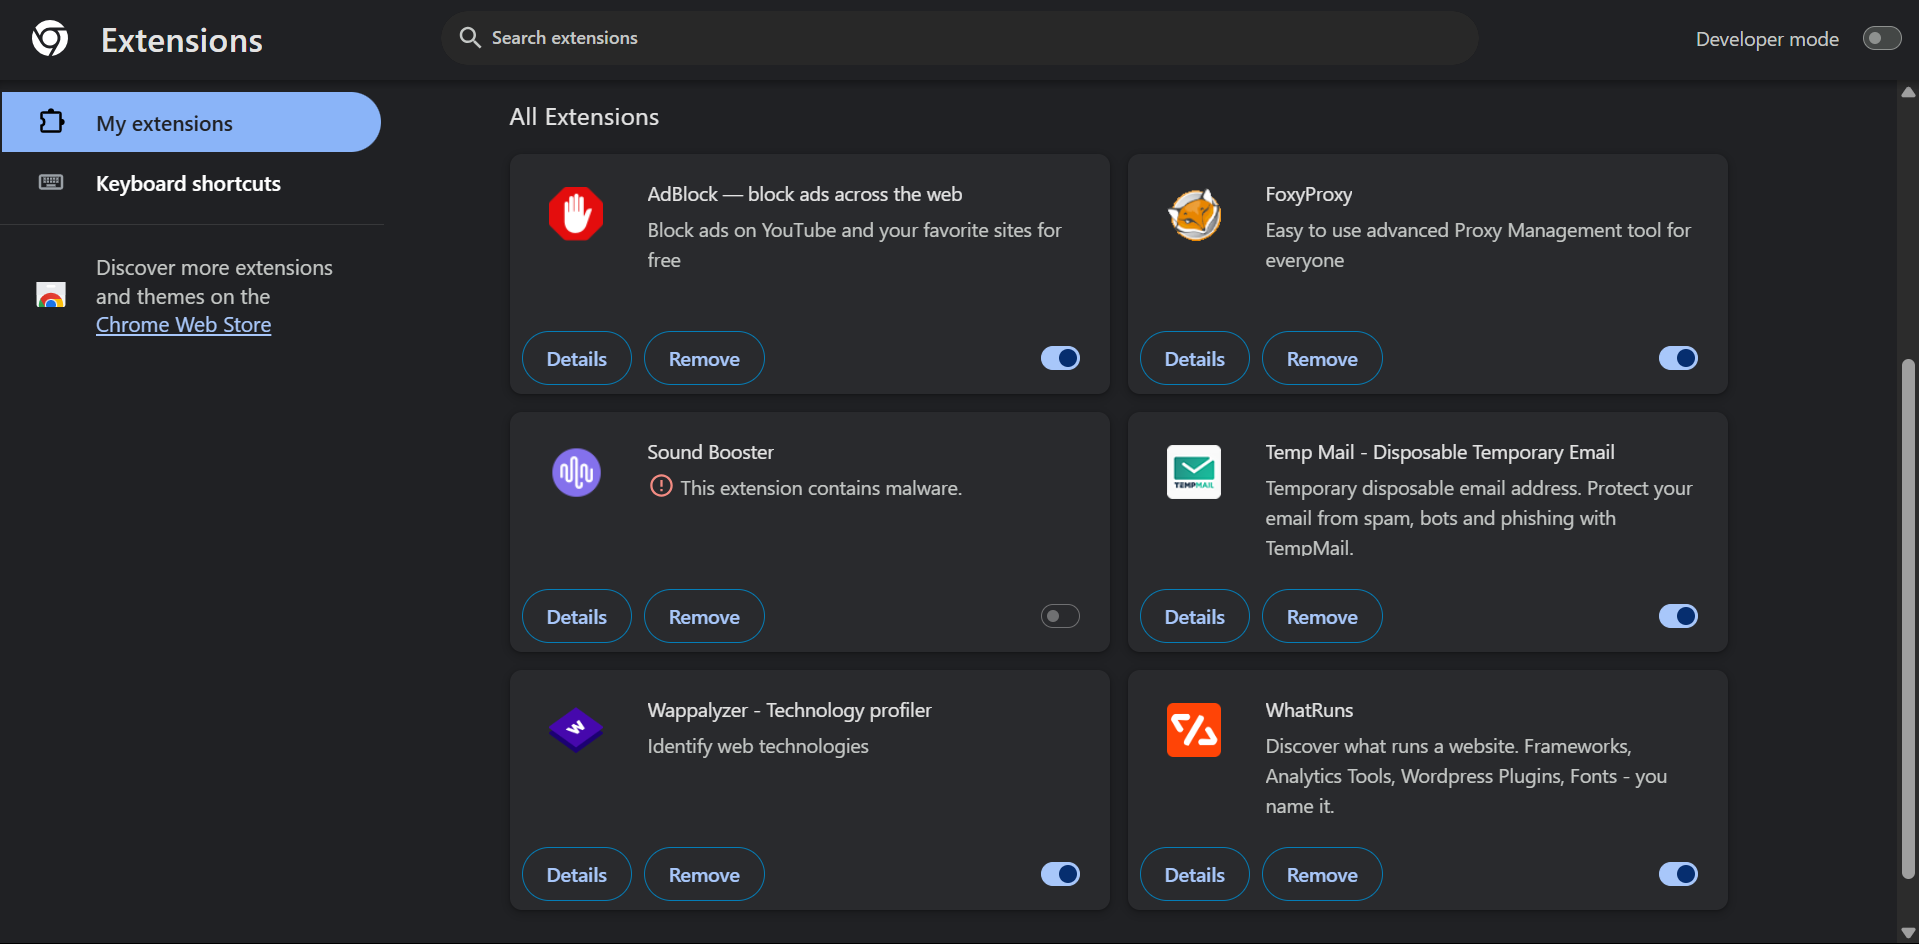 Extensions
Search extensions
Developer mode
My extensions
Keyboard shortcuts
Discover more extensions
and themes on the
Chrome Web Store
All Extensions
AdBlock — block ads across the web
Block ads on YouTube and your favorite sites for
free
Details
Remove
FoxyProxy
Easy to use advanced Proxy Management tool for
everyone
Details
Remove
Sound Booster
This extension contains malware.
Details
Remove
TEMPMAIL
Temp Mail - Disposable Temporary Email
Temporary disposable email address. Protect your
email from spam, bots and phishing with
TempMail.
Details
Remove
W
Wappalyzer - Technology profiler
Identify web technologies
Details
Remove
WhatRuns
Discover what runs a website. Frameworks,
Analytics Tools, Wordpress Plugins, Fonts - you
name it.
Details
Remove